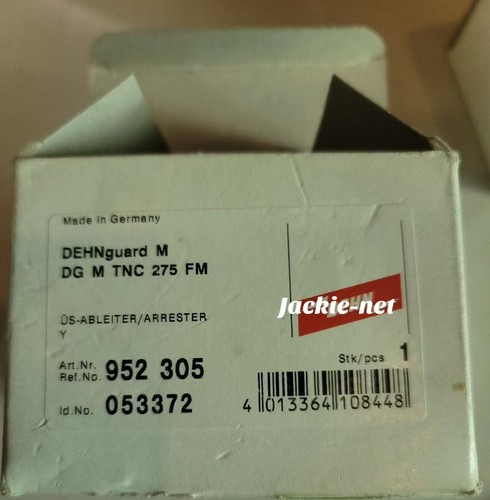 Made in Germany
DEHNguard M
DG M TNC 275 FM
ÜS-ABLEITER/ARRESTER
Y
Jackie-net
Stk/pcs 1
Art.Nr.
Ref.No. 952 305
Id.No. 053372
4 013364 108448